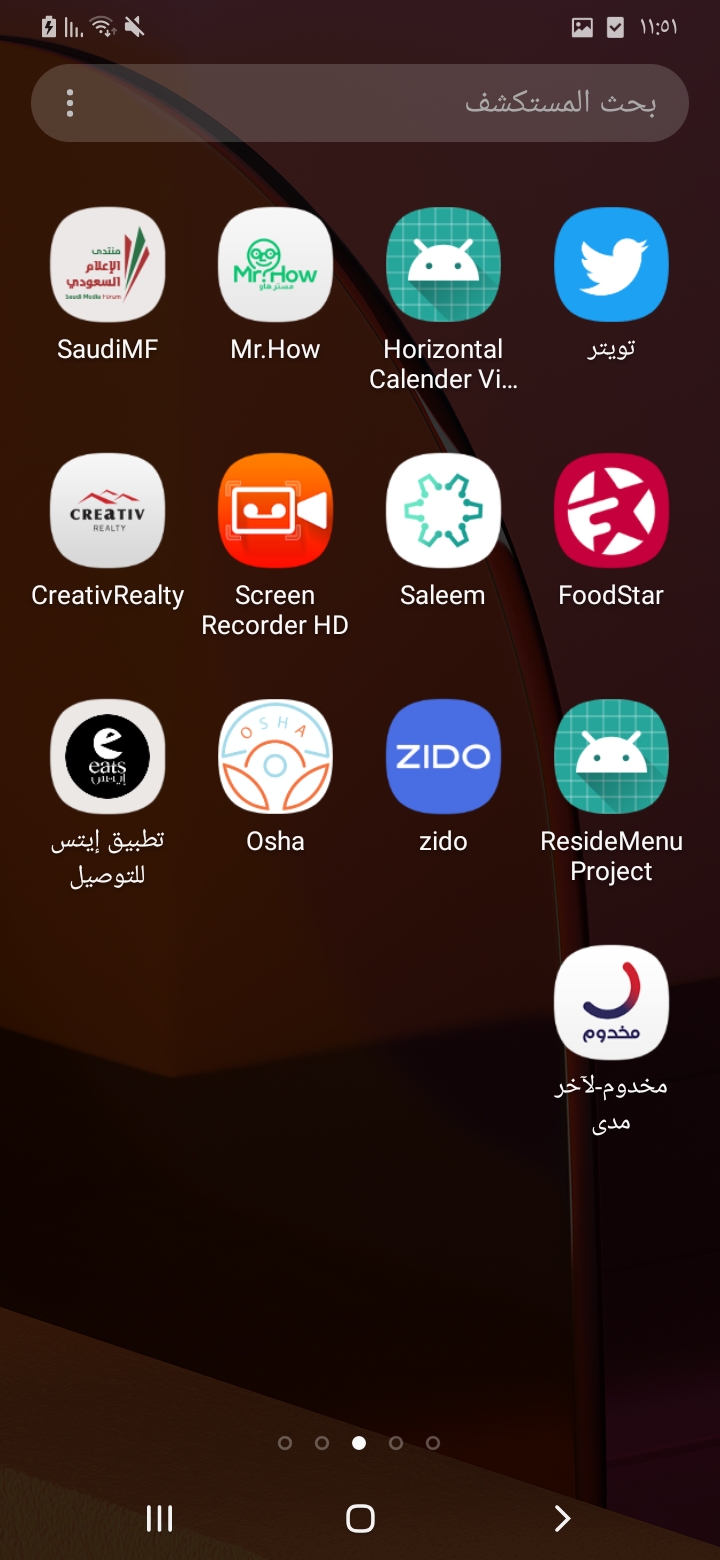 ١١:٥١
بحث المستكشف
تويتر
Horizontal
Calender Vi...
Mr.How
مستر هاو
Mr.How
منتدى
الإعلام
السعودي
Saudi Media Forum
SaudiMF
FoodStar
Saleem
Screen
Recorder HD
CREATIV
REALTY
CreativRealty
ResideMenu
Project
ZIDO
zido
OSHA
Osha
eats
إيتس
تطبيق إيتس
للتوصيل
مخدوم
مخدوم-لآخر
مدى